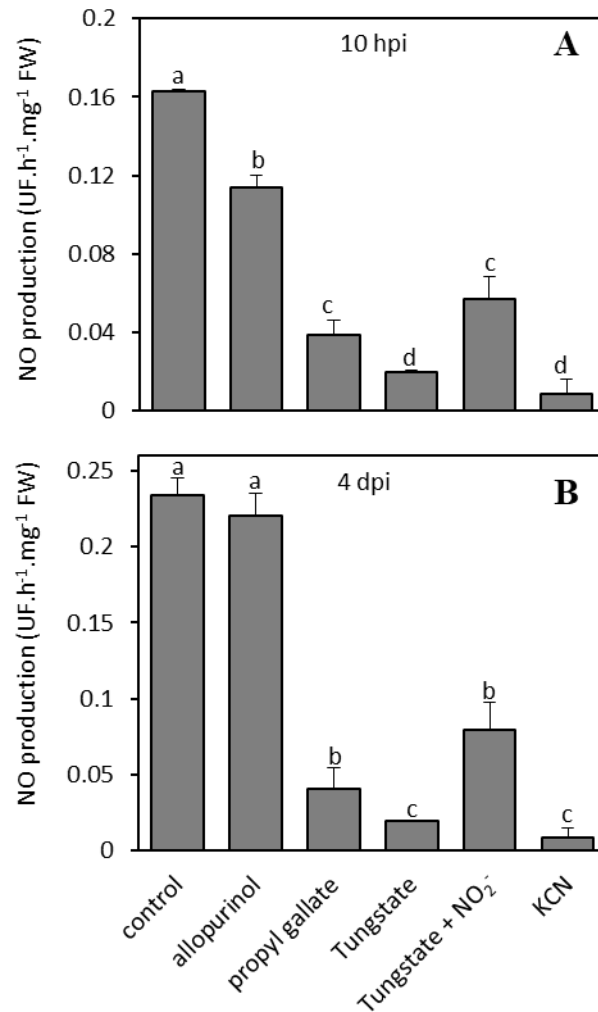 NO production (UF.h⁻¹.mg⁻¹ FW)
0.2
0.16
0.12
0.08
0.04
0
10 hpi
A
a
b
c
d
c
d
NO production (UF.h⁻¹.mg⁻¹ FW)
0.25
0.2
0.15
0.1
0.05
0
4 dpi
B
a
a
b
c
b
c
control
allopurinol
propyl gallate
Tungstate
Tungstate + NO₂⁻
KCN